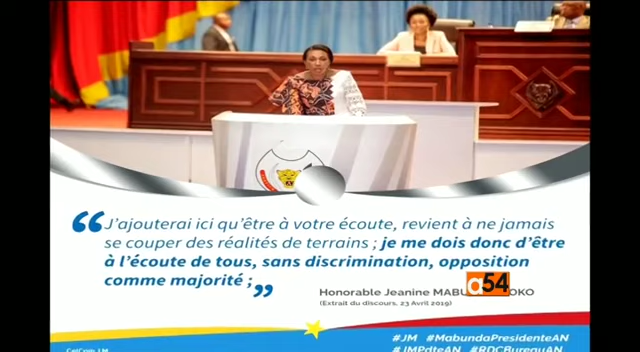 J'ajouterai ici qu'être à votre écoute, revient à ne jamais
se couper des réalités de terrains ; je me dois donc d'être
à l'écoute de tous, sans discrimination, opposition
comme majorité ;
Honorable Jeanine
a54
(Extrait du discours, 23 Avril 2019)
#JM #MabundaPresidenteAN
#JMPdteAN #RDCBureauAN